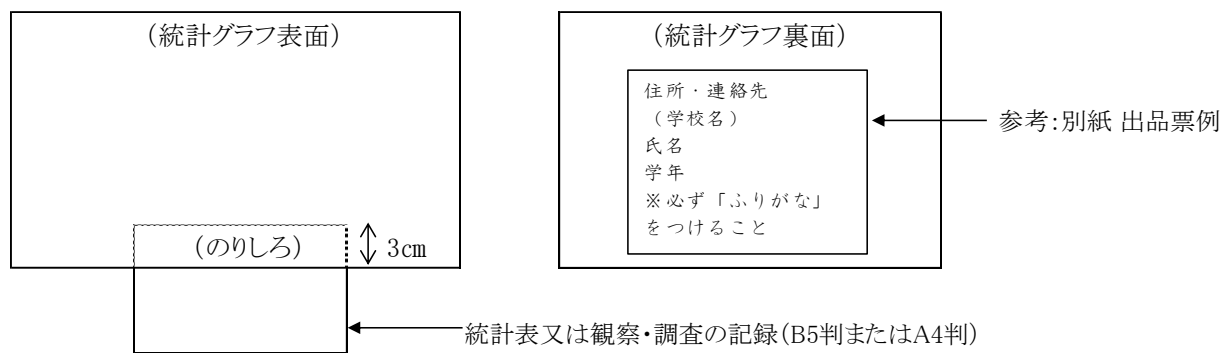 (統計グラフ表面)
(のりしろ)
3cm
(統計グラフ裏面)
住所・連絡先
(学校名)
氏名
学年
※必ず「ふりがな」
をつけること
参考:別紙 出品票例
統計表又は観察・調査の記録(B5判またはA4判)